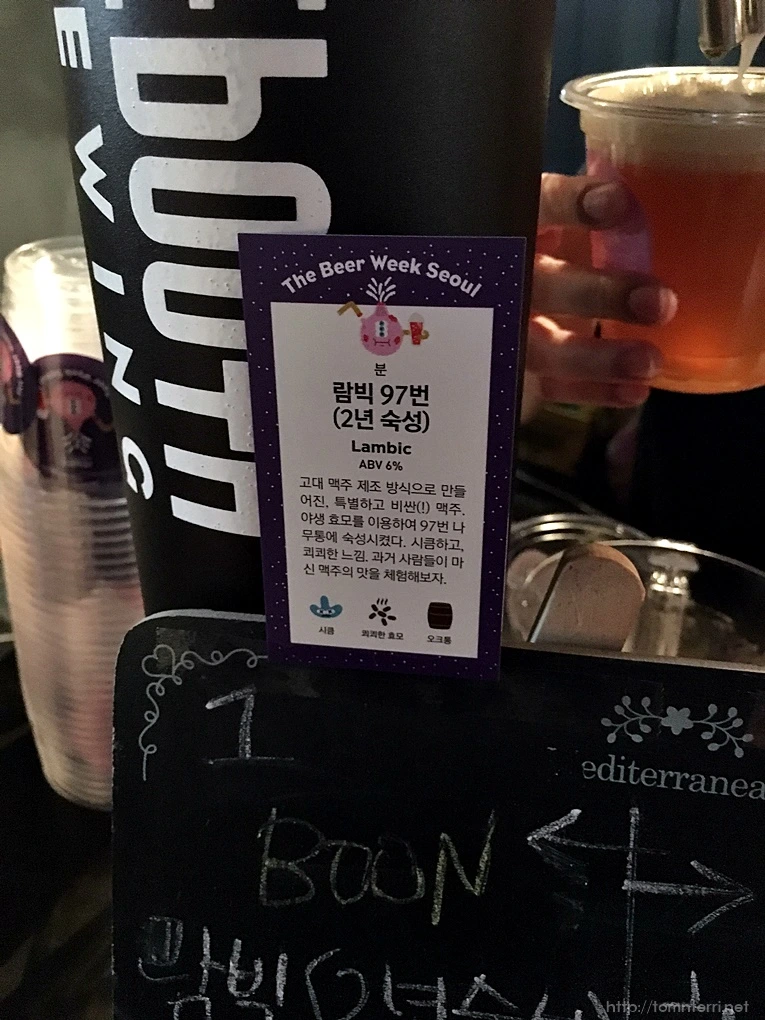 BOOTH
WING
The Beer Week Seoul
분
람빅 97번
(2년 숙성)
Lambic
ABV 6%
고대 맥주 제조 방식으로 만들
어진, 특별하고 비싼(!) 맥주.
야생 효모를 이용하여 97번 나
무통에 숙성시켰다. 시큼하고,
쾨쾨한 느낌. 과거 사람들이 마
신 맥주의 맛을 체험해보자.
시큼
쾨쾨한 효모
오크통
1
editerranea
BOON
람빅
http://tommerri.net